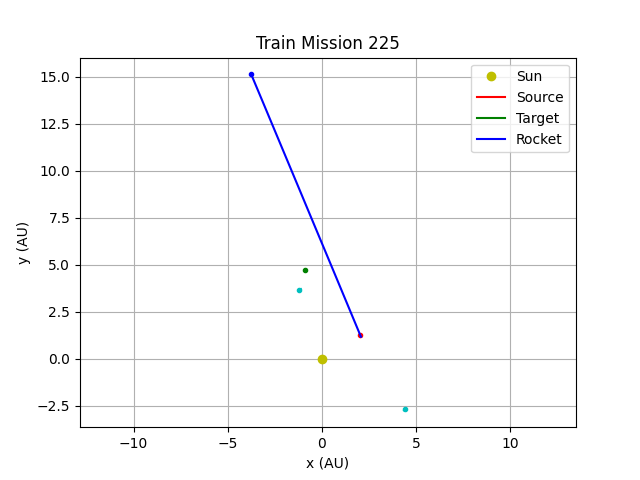 Train Mission 225
Sun
Source
Target
Rocket
15.0
12.5
10.0
7.5
5.0
2.5
0.0
−2.5
y (AU)
−10
−5
0
5
10
x (AU)